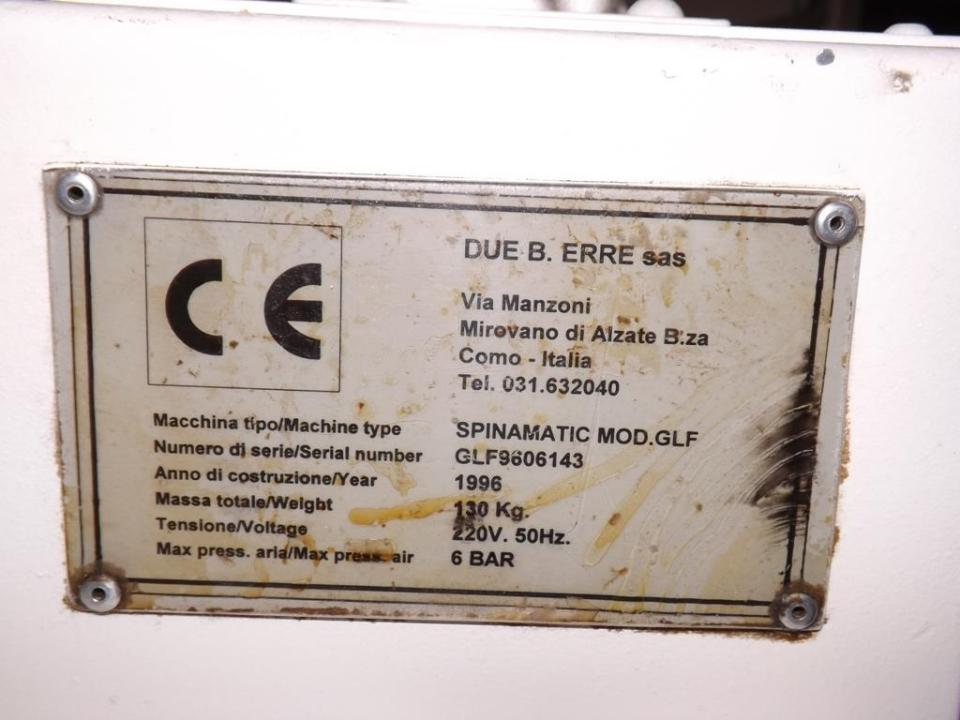 CE
DUE B. ERRE sas
Via Manzoni
Mirovano di Alzate B.za
Como - Italia
Tel. 031.632040
Macchina tipo/Machine type SPINAMATIC MOD.GLF
Numero di serie/Serial number GLF9606143
Anno di costruzione/Year 1996
Massa totale/Weight 130 Kg.
Tensione/Voltage 220V. 50Hz.
Max press. aria/Max press. air 6 BAR